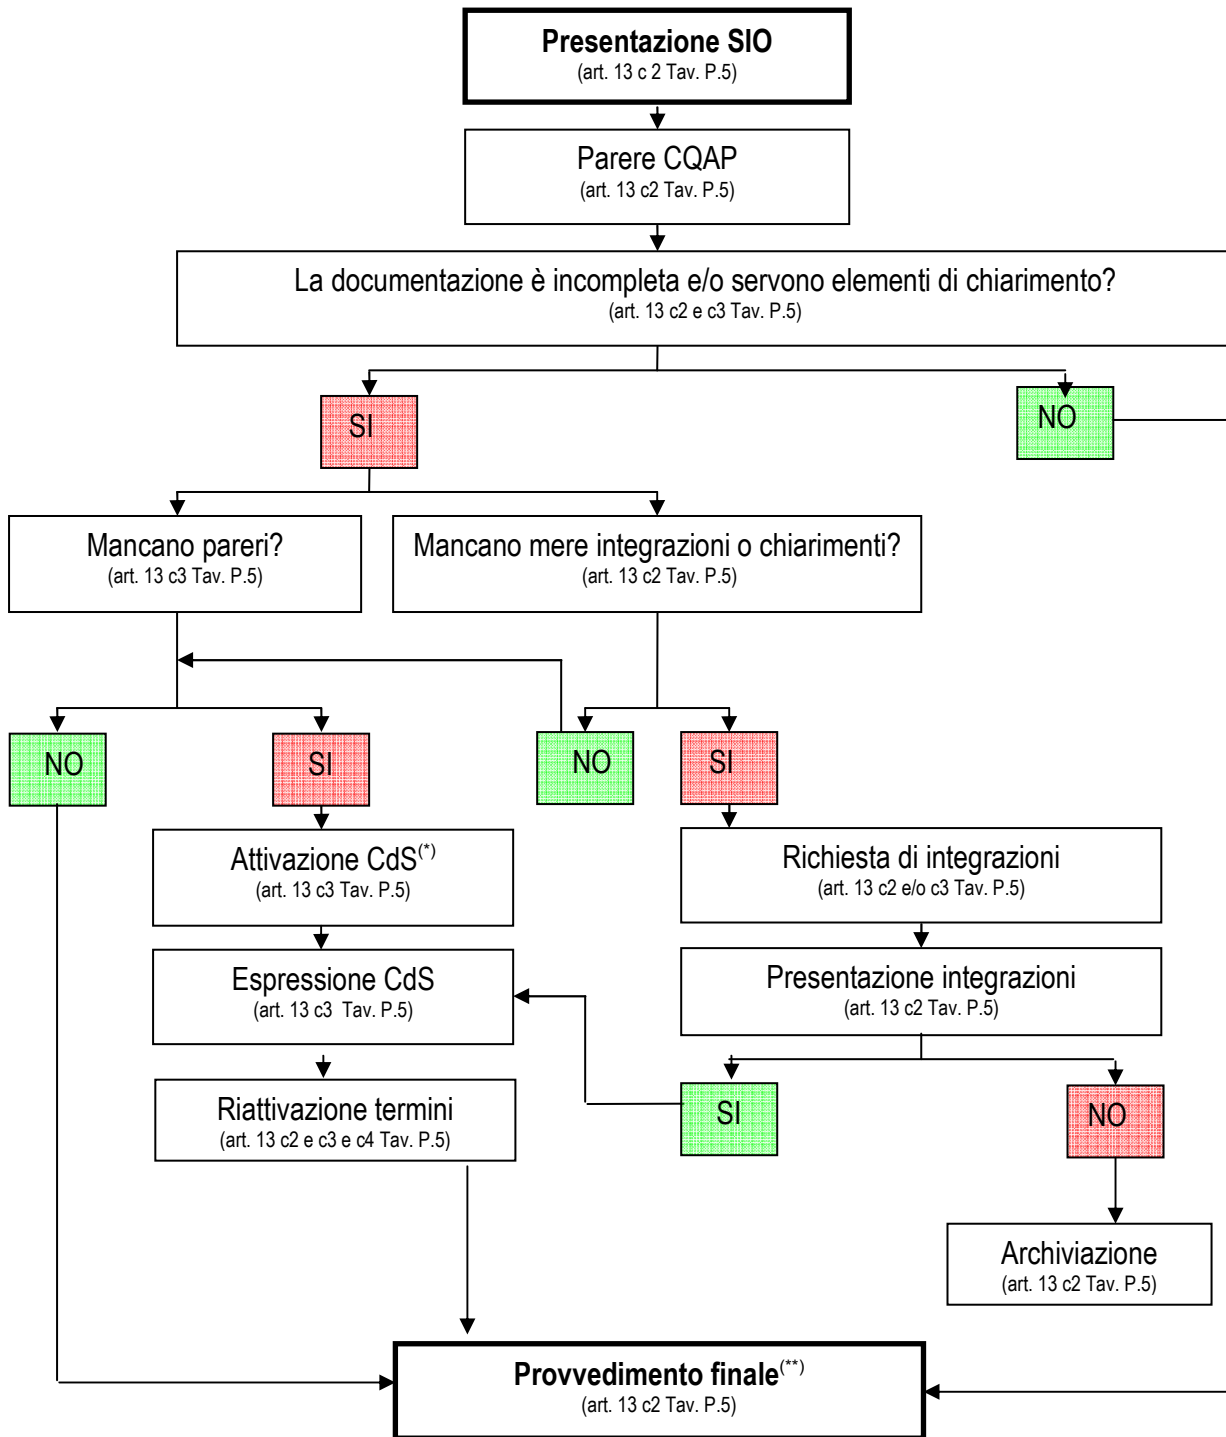 Presentazione SIO
(art. 13 c 2 Tav. P.5)
Parere CQAP
(art. 13 c2 Tav. P.5)
La documentazione è incompleta e/o servono elementi di chiarimento?
(art. 13 c2 e c3 Tav. P.5)
SI
NO
Mancano pareri?
(art. 13 c3 Tav. P.5)
Mancano mere integrazioni o chiarimenti?
(art. 13 c2 Tav. P.5)
NO
SI
NO
SI
Attivazione CdS(*)
(art. 13 c3 Tav. P.5)
Richiesta di integrazioni
(art. 13 c2 e/o c3 Tav. P.5)
Espressione CdS
(art. 13 c3 Tav. P.5)
Presentazione integrazioni
(art. 13 c2 Tav. P.5)
Riattivazione termini
(art. 13 c2 e c3 e c4 Tav. P.5)
SI
NO
Archiviazione
(art. 13 c2 Tav. P.5)
Provvedimento finale(**)
(art. 13 c2 Tav. P.5)